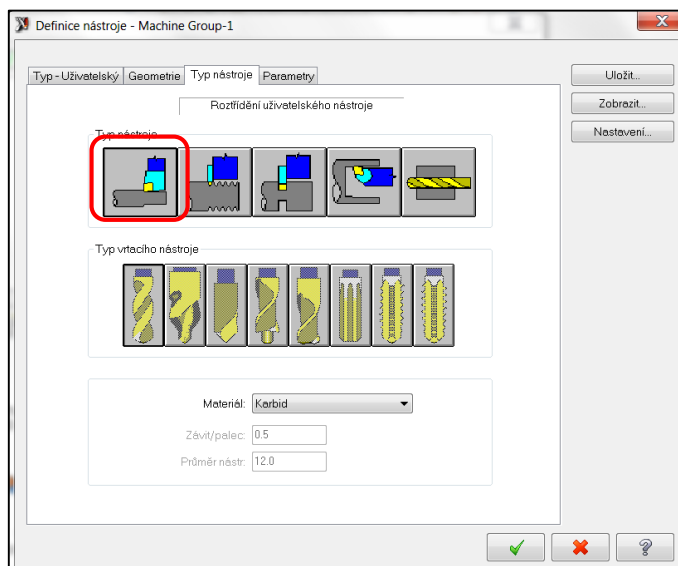 Definice nástroje - Machine Group-1
Typ - Uživatelský Geometrie Typ nástroje Parametry
Uložit...
Zobrazit...
Nastavení...
Roztřídění uživatelského nástroje
Typ nástroje
Typ vrtacího nástroje
Materiál: Karbid
Závit/palec: 0.5
Průměr nástr: 12.0